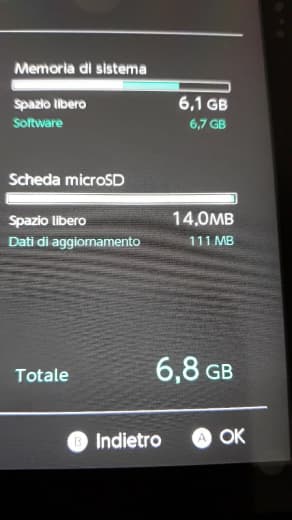 Memoria di sistema
Spazio libero 6,1 GB
Software 6,7 GB
Scheda microSD
Spazio libero 14,0MB
Dati di aggiornamento 111 MB
Totale 6,8 GB
B Indietro A OK